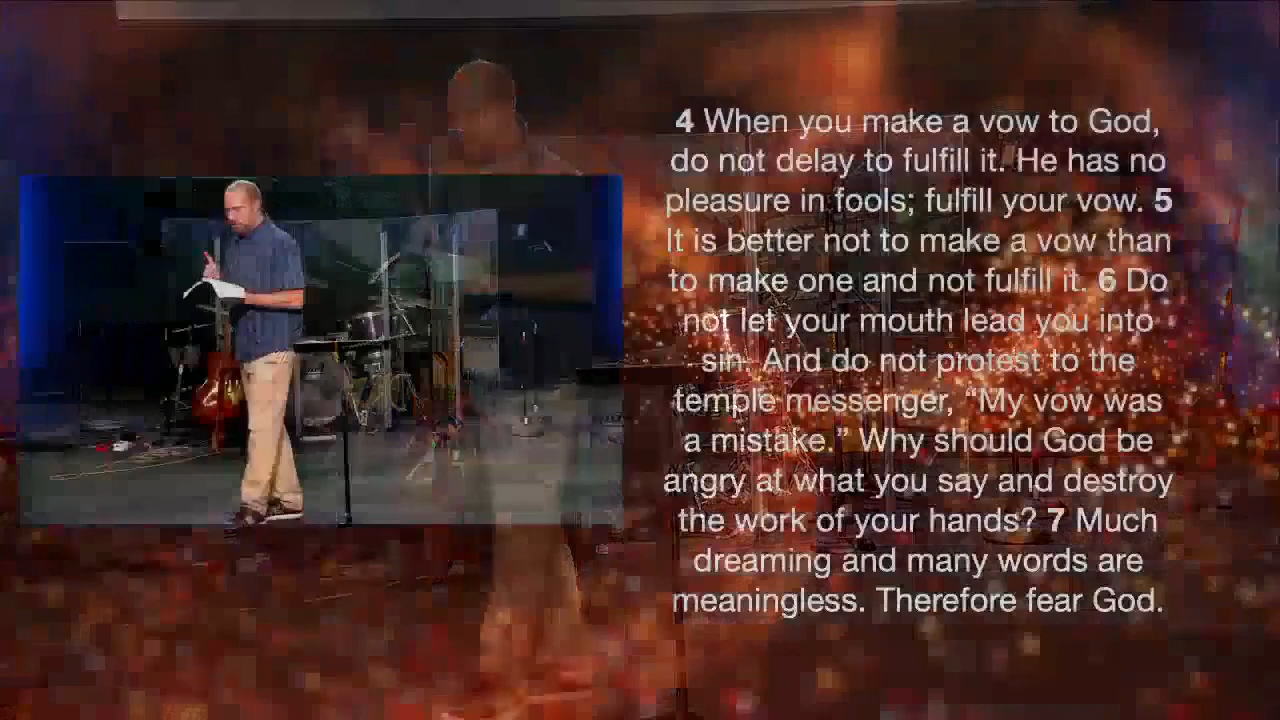 4 When you make a vow to God,
do not delay to fulfill it. He has no
pleasure in fools; fulfill your vow. 5
It is better not to make a vow than
to make one and not fulfill it. 6 Do
not let your mouth lead you into
sin. And do not protest to the
temple messenger, “My vow was
a mistake.” Why should God be
angry at what you say and destroy
the work of your hands? 7 Much
dreaming and many words are
meaningless. Therefore fear God.